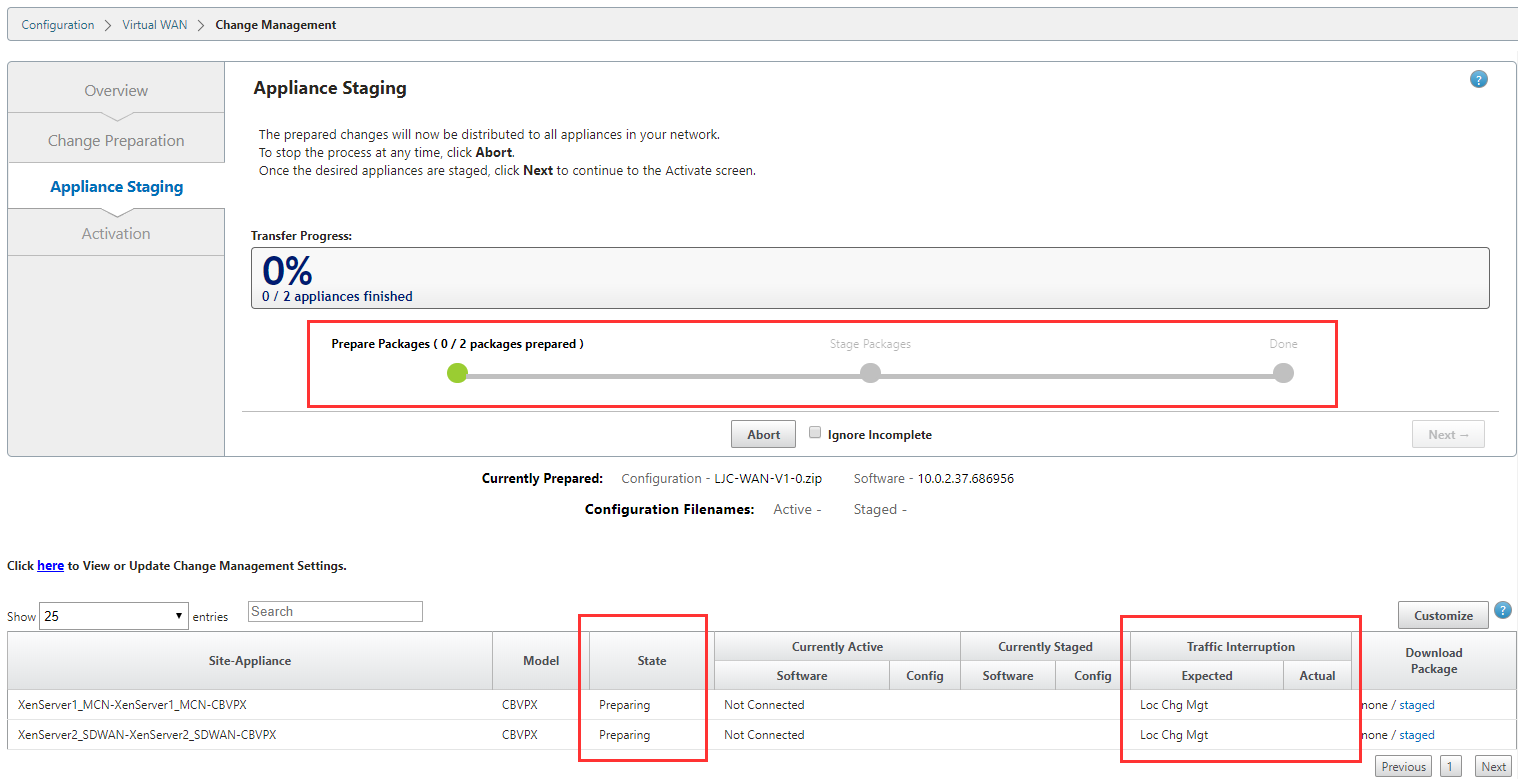 Configuration > Virtual WAN > Change Management
Overview
Change Preparation
Appliance Staging
Activation
Appliance Staging
?
The prepared changes will now be distributed to all appliances in your network.
To stop the process at any time, click Abort.
Once the desired appliances are staged, click Next to continue to the Activate screen.
Transfer Progress:
0%
0 / 2 appliances finished
Prepare Packages ( 0 / 2 packages prepared ) Stage Packages Done
Abort Ignore Incomplete Next →
Currently Prepared: Configuration - LJC-WAN-V1-0.zip Software - 10.0.2.37.686956
Configuration Filenames: Active - Staged -
Click here to View or Update Change Management Settings.
Show 25 entries Search Customize ?
Site-Appliance Model State Currently Active Currently Staged Traffic Interruption Download Package
Software Config Software Config Expected Actual
XenServer1_MCN-XenServer1_MCN-CBVPX CBVPX Preparing Not Connected Loc Chg Mgt none / staged
XenServer2_SDWAN-XenServer2_SDWAN-CBVPX CBVPX Preparing Not Connected Loc Chg Mgt none / staged
Previous 1 Next